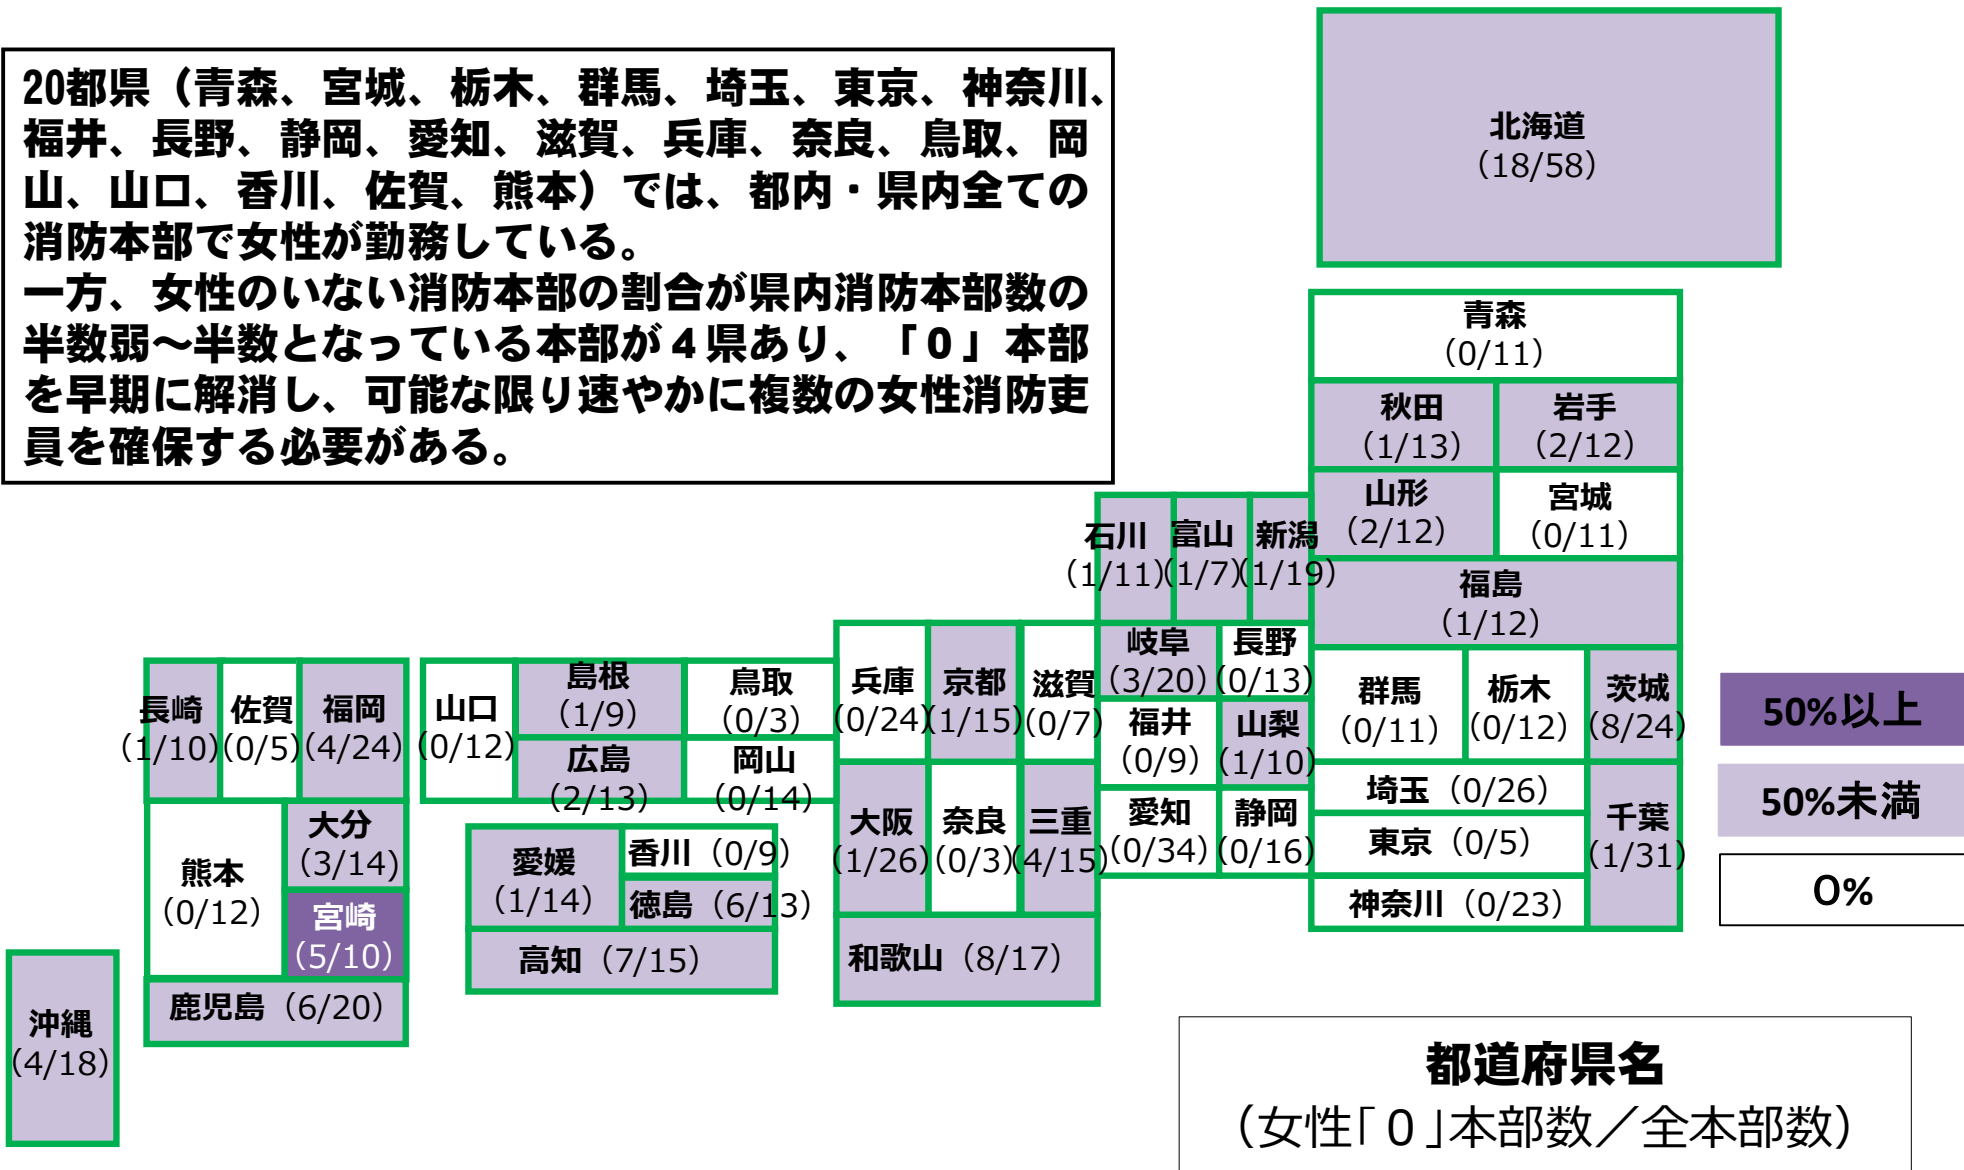 20都県（青森、宮城、栃木、群馬、埼玉、東京、神奈川、
福井、長野、静岡、愛知、滋賀、兵庫、奈良、鳥取、岡
山、山口、香川、佐賀、熊本）では、都内・県内全ての
消防本部で女性が勤務している。
一方、女性のいない消防本部の割合が県内消防本部数の
半数弱～半数となっている本部が４県あり、「０」本部
を早期に解消し、可能な限り速やかに複数の女性消防吏
員を確保する必要がある。
北海道
（18/58）
青森
（0/11）
秋田
（1/13）
岩手
（2/12）
山形
（2/12）
宮城
（0/11）
福島
（1/12）
石川
（1/11）
富山
（1/7）
新潟
（1/19）
岐阜
（3/20）
長野
（0/13）
福井
（0/9）
山梨
（1/10）
愛知
（0/34）
静岡
（0/16）
群馬
（0/11）
栃木
（0/12）
茨城
（8/24）
埼玉（0/26）
東京（0/5）
神奈川（0/23）
千葉
（1/31）
兵庫
（0/24）
京都
（1/15）
滋賀
（0/7）
大阪
（1/26）
奈良
（0/3）
三重
（4/15）
和歌山（8/17）
山口
（0/12）
島根
（1/9）
鳥取
（0/3）
広島
（2/13）
岡山
（0/14）
愛媛
（1/14）
香川（0/9）
徳島（6/13）
高知（7/15）
長崎
（1/10）
佐賀
（0/5）
福岡
（4/24）
熊本
（0/12）
大分
（3/14）
宮崎
（5/10）
鹿児島（6/20）
沖縄
（4/18）
50%以上
50%未満
0%
都道府県名
（女性「０」本部数／全本部数）